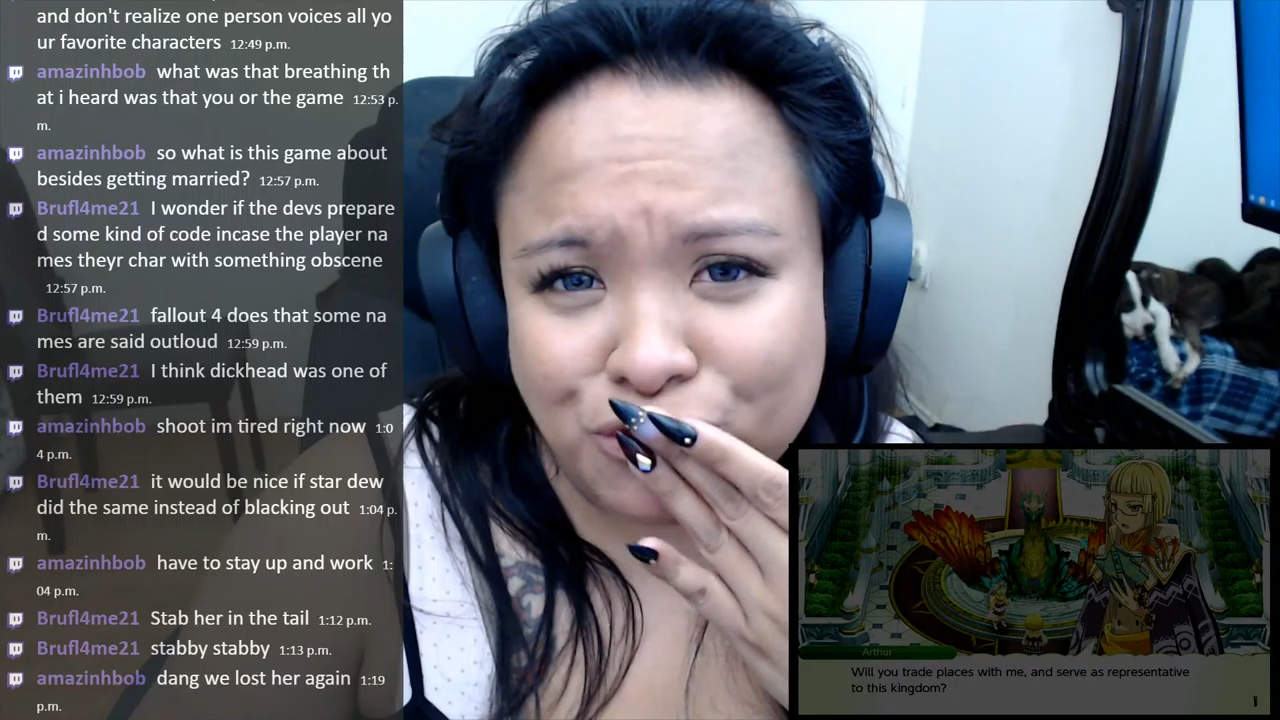 and don't realize one person voices all yo
ur favorite characters 12:49 p.m.
amazinhbob what was that breathing th
at i heard was that you or the game 12:53 p.
m.
amazinhbob so what is this game about
besides getting married? 12:57 p.m.
Brufl4me21 I wonder if the devs prepare
d some kind of code incase the player na
mes theyr char with something obscene
12:57 p.m.
Brufl4me21 fallout 4 does that some na
mes are said outloud 12:59 p.m.
Brufl4me21 I think dickhead was one of
them 12:59 p.m.
amazinhbob shoot im tired right now 1:0
4 p.m.
Brufl4me21 it would be nice if star dew
did the same instead of blacking out 1:04 p.
m.
amazinhbob have to stay up and work 1:
04 p.m.
Brufl4me21 Stab her in the tail 1:12 p.m.
Brufl4me21 stabby stabby 1:13 p.m.
amazinhbob dang we lost her again 1:19
p.m.
Arthur
Will you trade places with me, and serve as representative
to this kingdom?